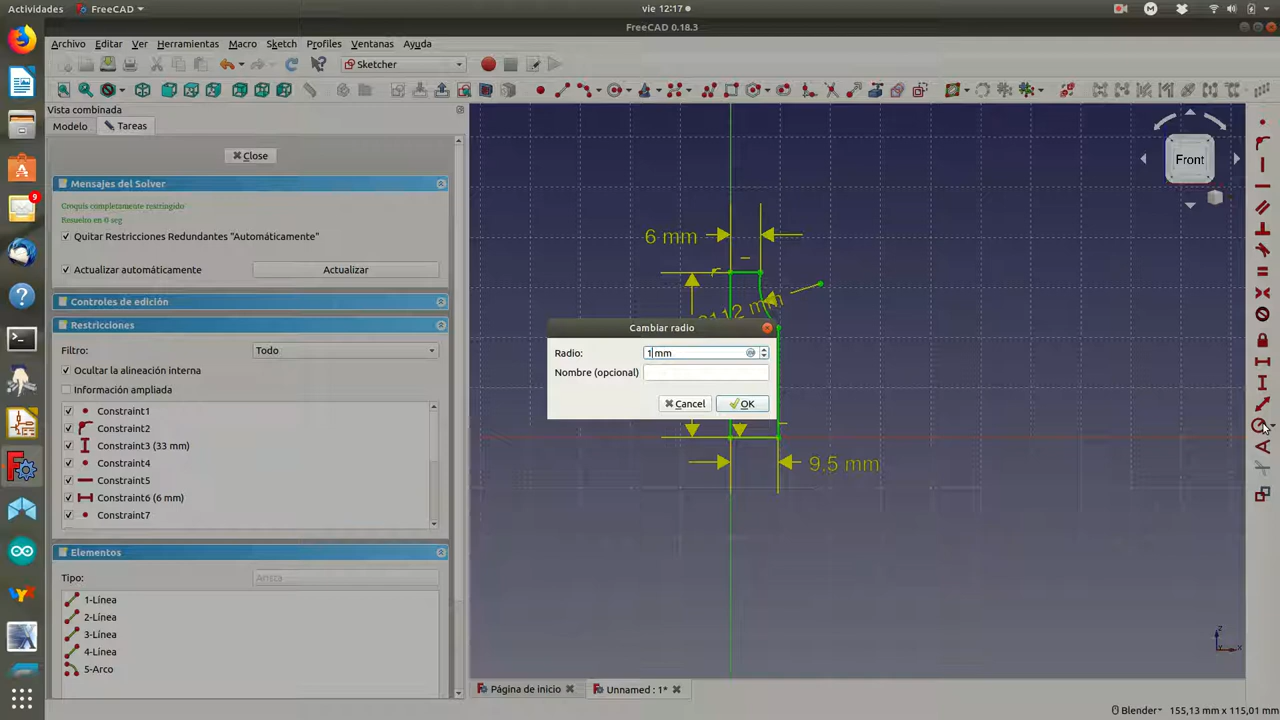 Actividades
FreeCAD
vie 12:17
FreeCAD 0.18.3
Archivo Editar Ver Herramientas Macro Sketch Profiles Ventanas Ayuda
Sketcher
Vista combinada
Modelo Tareas
Close
Mensajes del Solver
Croquis completamente restringido
Resuelto en 0 seg
Quitar Restricciones Redundantes "Automáticamente"
Actualizar automáticamente
Actualizar
Controles de edición
Restricciones
Filtro:
Todo
Ocultar la alineación interna
Información ampliada
Constraint1
Constraint2
Constraint3 (33 mm)
Constraint4
Constraint5
Constraint6 (6 mm)
Constraint7
Elementos
Tipo:
Arista
1-Línea
2-Línea
3-Línea
4-Línea
5-Arco
9
6 mm
Front
Cambiar radio
Radio:
1 mm
Nombre (opcional)
Cancel
OK
9.5 mm
Z
X
Página de inicio
Unnamed : 1*
Blender
155,13 mm x 115,01 mm